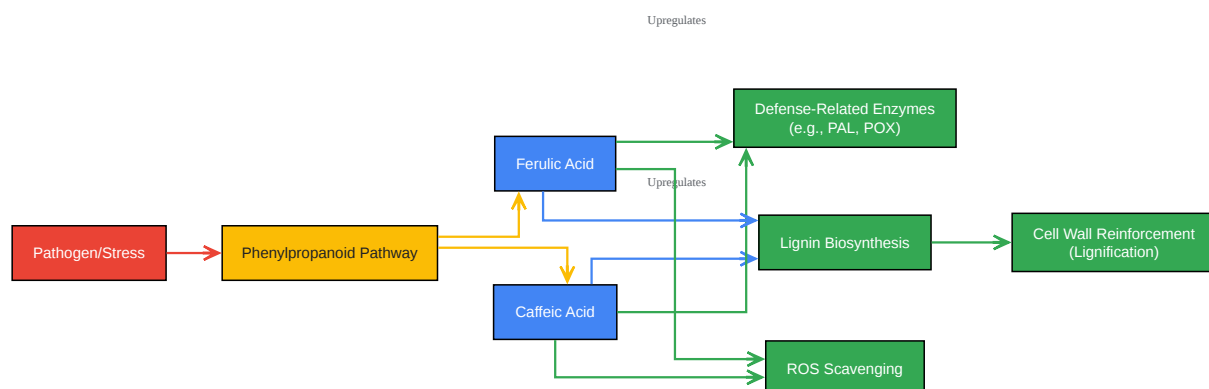 Upregulates
Defense-Related Enzymes
(e.g., PAL, POX)
Ferulic Acid
Upregulates
Pathogen/Stress
Phenylpropanoid Pathway
Lignin Biosynthesis
Cell Wall Reinforcement
(Lignification)
Caffeic Acid
ROS Scavenging